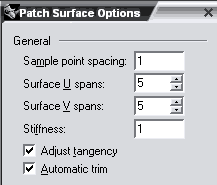 Patch Surface Options
General
Sample point spacing: 1
Surface U spans: 5
Surface V spans: 5
Stiffness: 1
Adjust tangency
Automatic trim